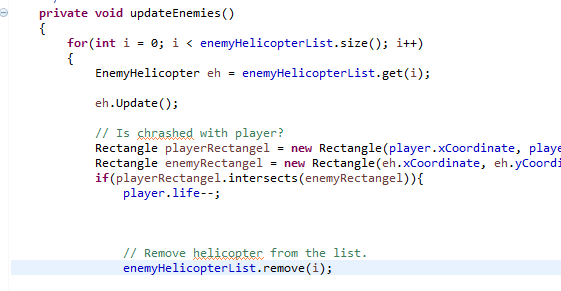 private void updateEnemies()
{
for(int i = 0; i < enemyHelicopterList.size(); i++)
{
EnemyHelicopter eh = enemyHelicopterList.get(i);
eh.Update();
// Is chrashed with player?
Rectangle playerRectangel = new Rectangle(player.xCoordinate, playe
Rectangle enemyRectangel = new Rectangle(eh.xCoordinate, eh.yCoordi
if(playerRectangel.intersects(enemyRectangel)){
player.life--;
// Remove helicopter from the list.
enemyHelicopterList.remove(i);